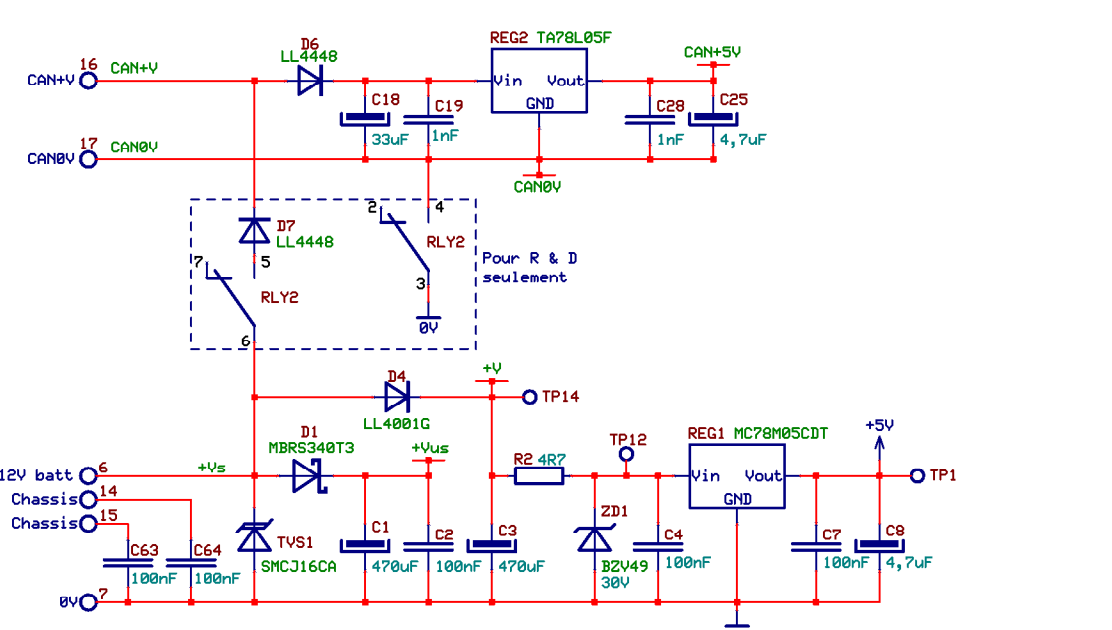 REG2 TA78L05F
D6
LL4448
CAN+5V
16 CAN+V
CAN+V
Vin Vout
GND
C18
33uF
C19
1nF
C28
1nF
C25
4,7uF
17 CAN0V
CAN0V
CAN0V
2 4
D7
LL4448
RLY2
7 5
Pour R & D
seulement
RLY2
3
0V
6
+V
D4
TP14
LL4001G
D1
MBRS340T3
+Vus
TP12
REG1 MC78M05CDT
+5V
12V batt 6
+Vs
R2 4R7
Vin Vout
GND
TP1
Chassis 14
Chassis 15
C63
100nF
C64
100nF
TVS1
SMCJ16CA
C1
470uF
C2
100nF
C3
470uF
ZD1
BZV49
30V
C4
100nF
C7
100nF
C8
4,7uF
0V 7